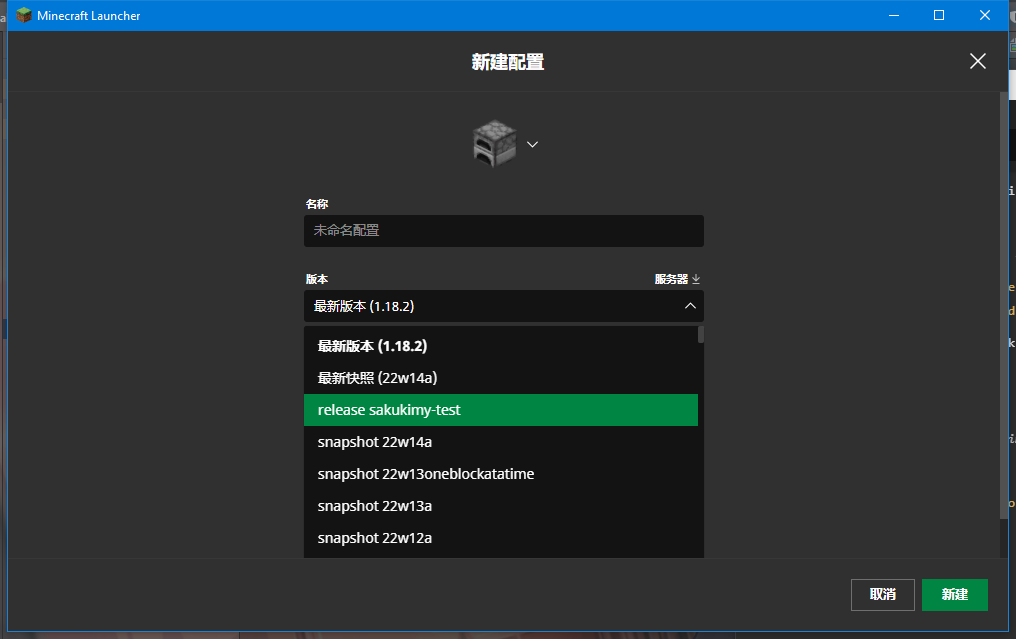 Minecraft Launcher
新建配置
名称
未命名配置
版本 服务器
最新版本 (1.18.2)
最新版本 (1.18.2)
最新快照 (22w14a)
release sakukimy-test
snapshot 22w14a
snapshot 22w13oneblockatatime
snapshot 22w13a
snapshot 22w12a
取消 新建